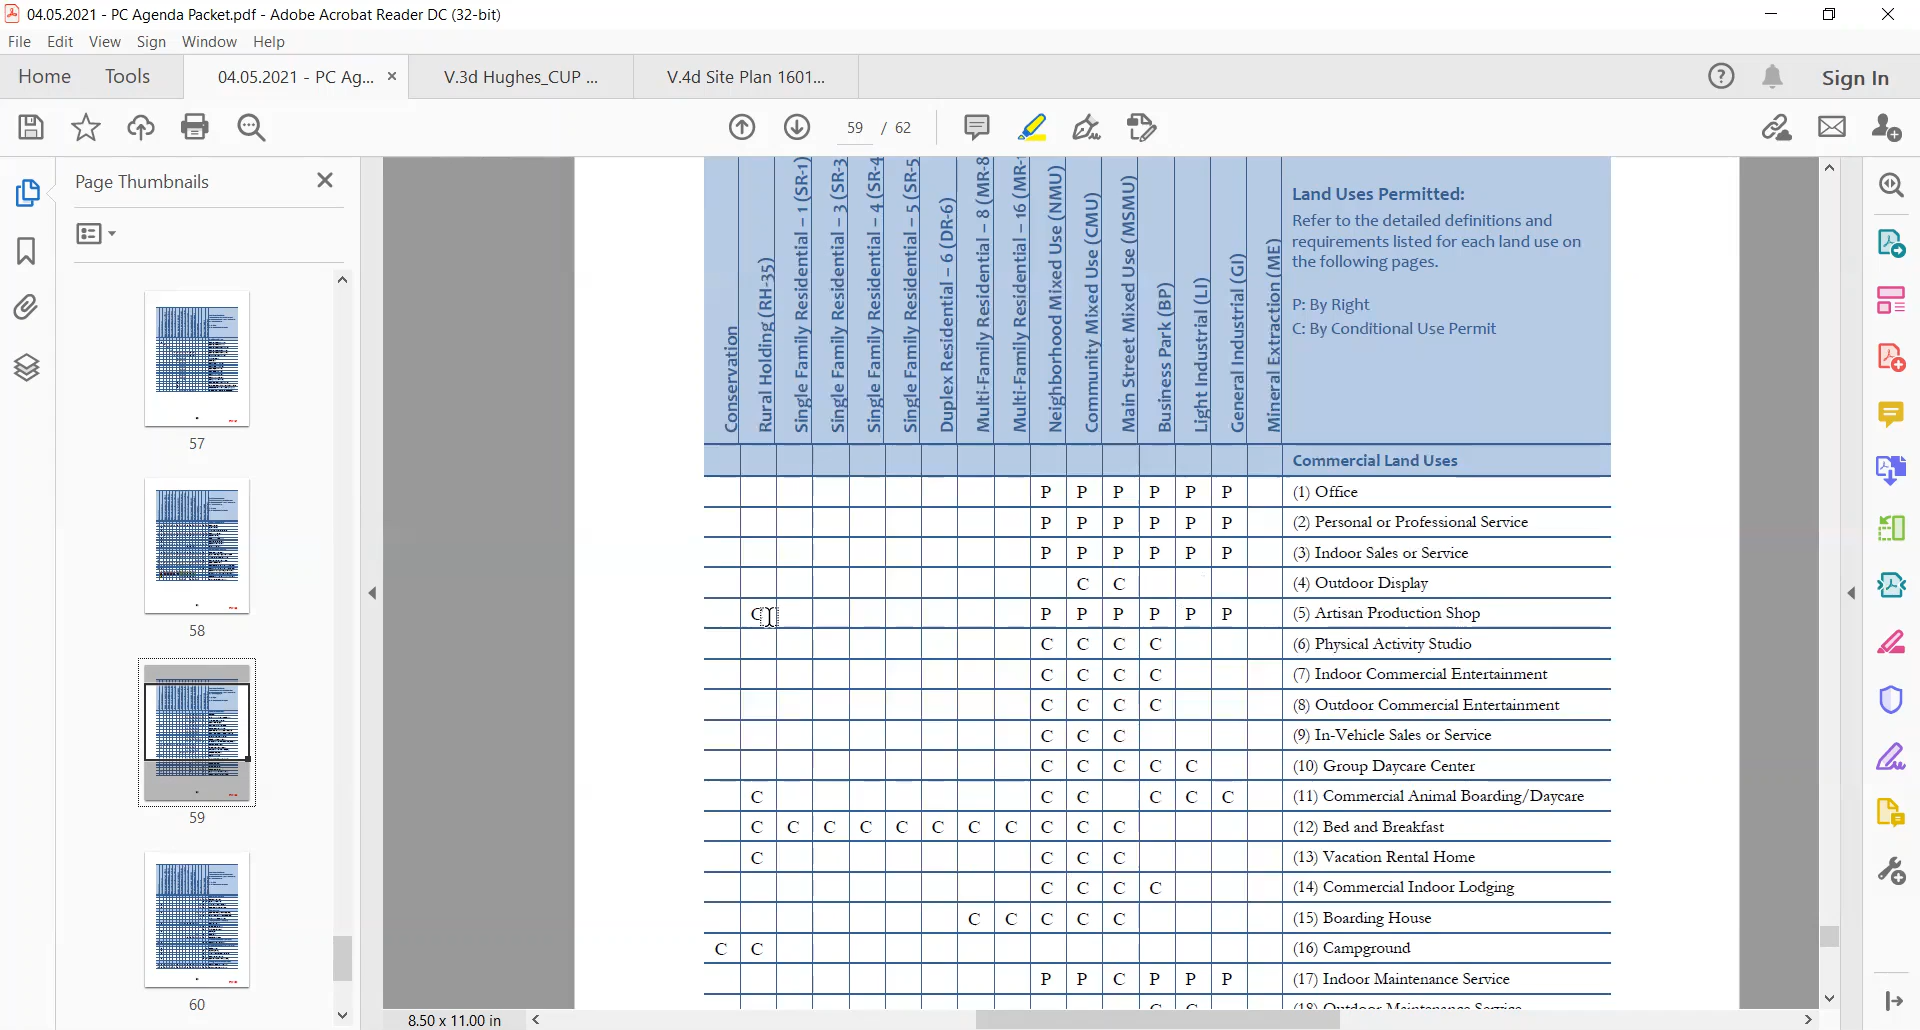 04.05.2021 - PC Agenda Packet.pdf - Adobe Acrobat Reader DC (32-bit)
File Edit View Sign Window Help
Home Tools 04.05.2021 - PC Ag... × V.3d Hughes_CUP ... V.4d Site Plan 1601... Sign In
59 / 62
Page Thumbnails
57
58
59
60
Conservation
Rural Holding (RH-35)
Single Family Residential – 1 (SR-1)
Single Family Residential – 3 (SR-3
Single Family Residential – 4 (SR-4
Single Family Residential – 5 (SR-5
Duplex Residential – 6 (DR-6)
Multi-Family Residential – 8 (MR-8
Multi-Family Residential – 16 (MR-
Neighborhood Mixed Use (NMU)
Community Mixed Use (CMU)
Main Street Mixed Use (MSMU)
Business Park (BP)
Light Industrial (LI)
General Industrial (GI)
Mineral Extraction (ME)
Land Uses Permitted:
Refer to the detailed definitions and
requirements listed for each land use on
the following pages.
P: By Right
C: By Conditional Use Permit
Commercial Land Uses
P P P P P P (1) Office
P P P P P P (2) Personal or Professional Service
P P P P P P (3) Indoor Sales or Service
C C (4) Outdoor Display
C P P P P P P (5) Artisan Production Shop
C C C C (6) Physical Activity Studio
C C C C (7) Indoor Commercial Entertainment
C C C C (8) Outdoor Commercial Entertainment
C C C (9) In-Vehicle Sales or Service
C C C C C (10) Group Daycare Center
C C C C C C (11) Commercial Animal Boarding/Daycare
C C C C C C C C C C C (12) Bed and Breakfast
C C C C (13) Vacation Rental Home
C C C C (14) Commercial Indoor Lodging
C C C C C (15) Boarding House
C C (16) Campground
P P C P P P (17) Indoor Maintenance Service
C C (18) Outdoor Maintenance Service
8.50 x 11.00 in